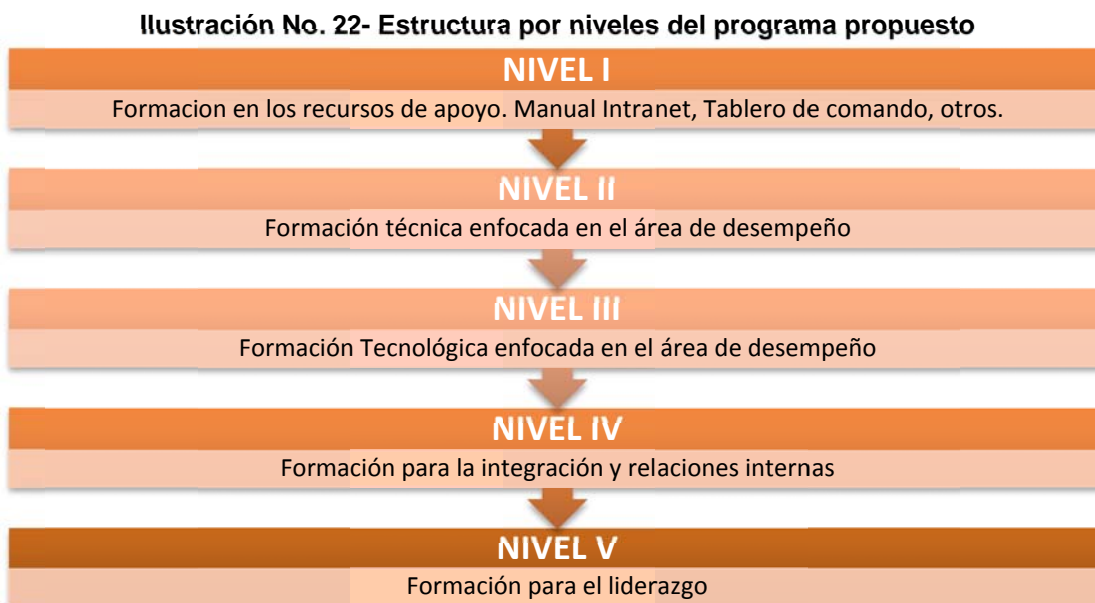 Ilustración No. 22- Estructura por niveles del programa propuesto
NIVEL I
Formacion en los recursos de apoyo. Manual Intranet, Tablero de comando, otros.
NIVEL II
Formación técnica enfocada en el área de desempeño
NIVEL III
Formación Tecnológica enfocada en el área de desempeño
NIVEL IV
Formación para la integración y relaciones internas
NIVEL V
Formación para el liderazgo